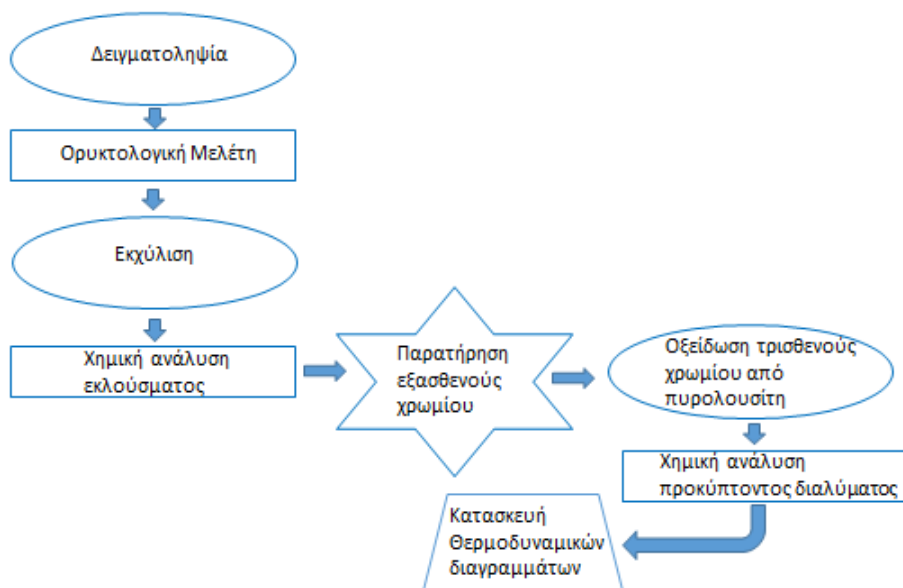 Δειγματοληψία
Ορυκτολογική Μελέτη
Εκχύλιση
Χημική ανάλυση
εκλούσματος
Παρατήρηση
εξασθενούς
χρωμίου
Οξείδωση τρισθενούς
χρωμίου από
πυρολουσίτη
Χημική ανάλυση
προκύπτοντος διαλύματος
Κατασκευή
Θερμοδυναμικών
διαγραμμάτων